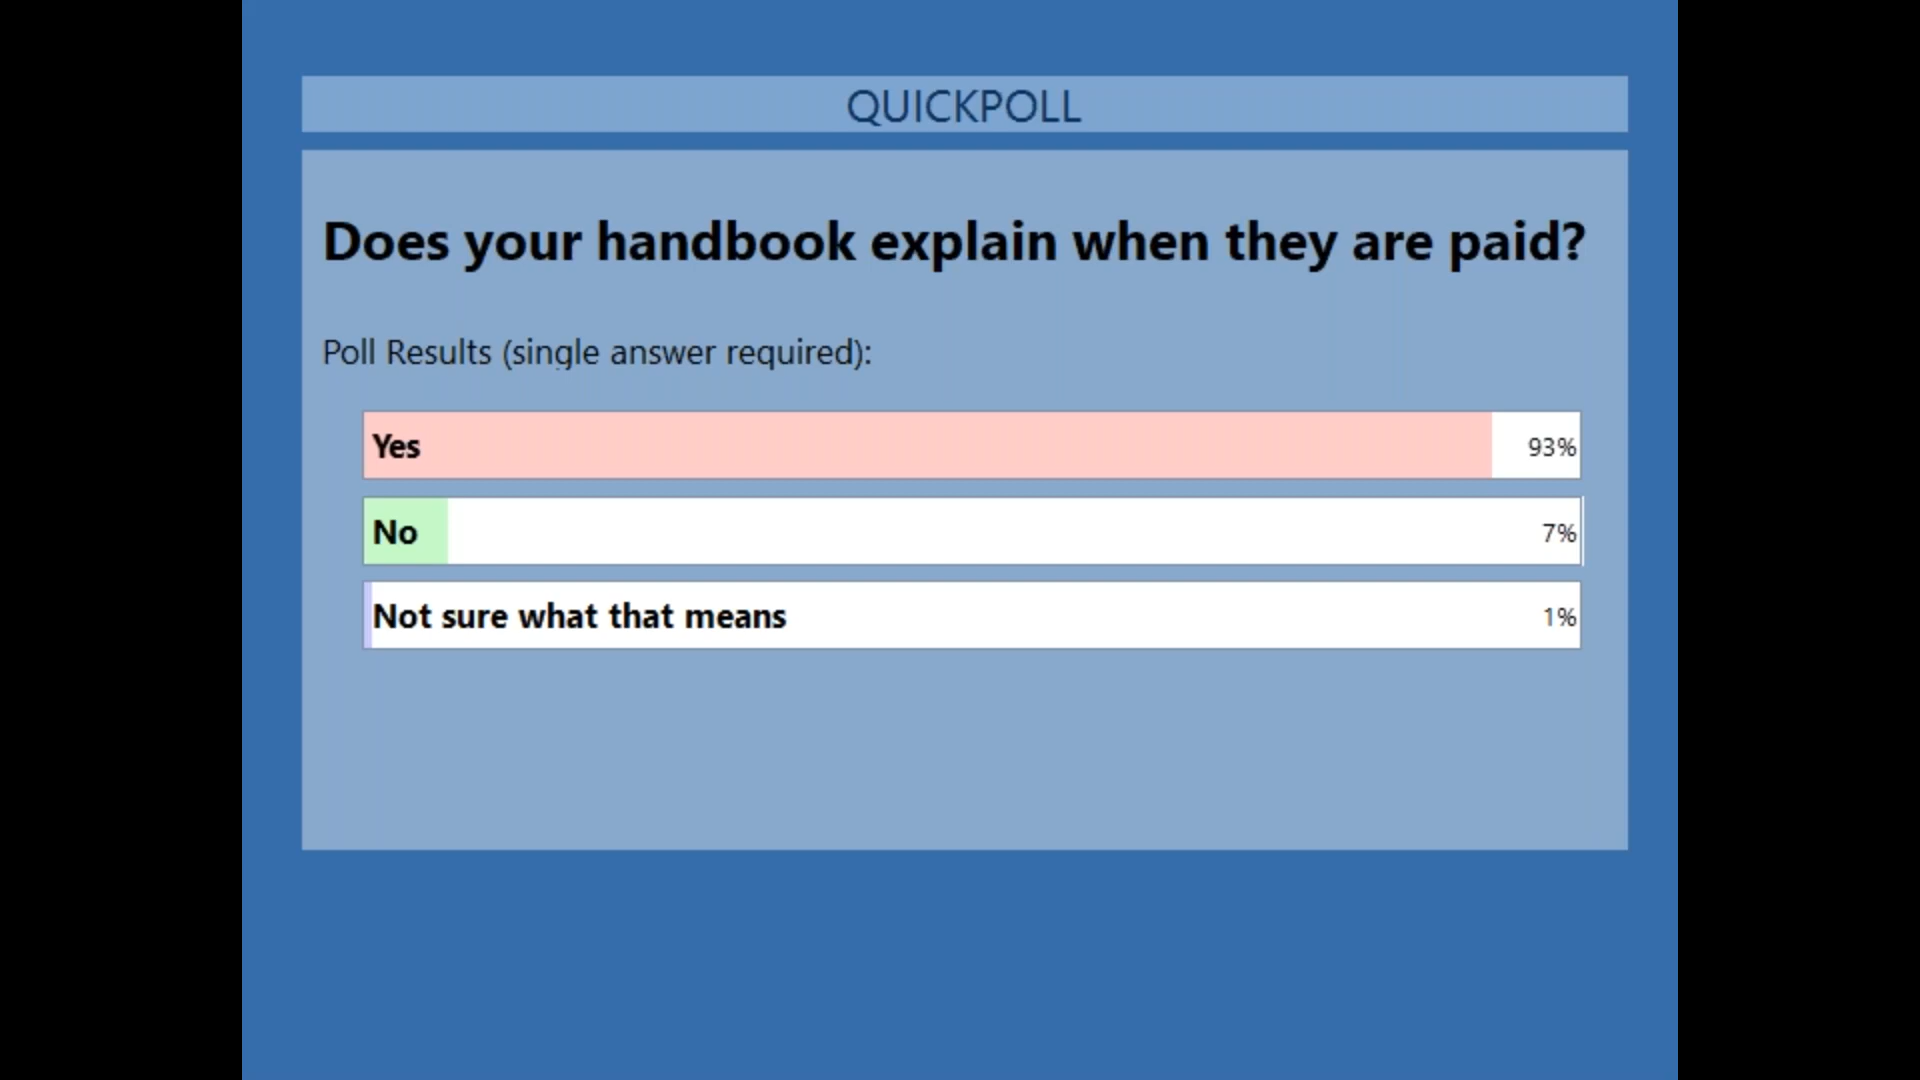 QUICKPOLL
Does your handbook explain when they are paid?
Poll Results (single answer required):
Yes 93%
No 7%
Not sure what that means 1%